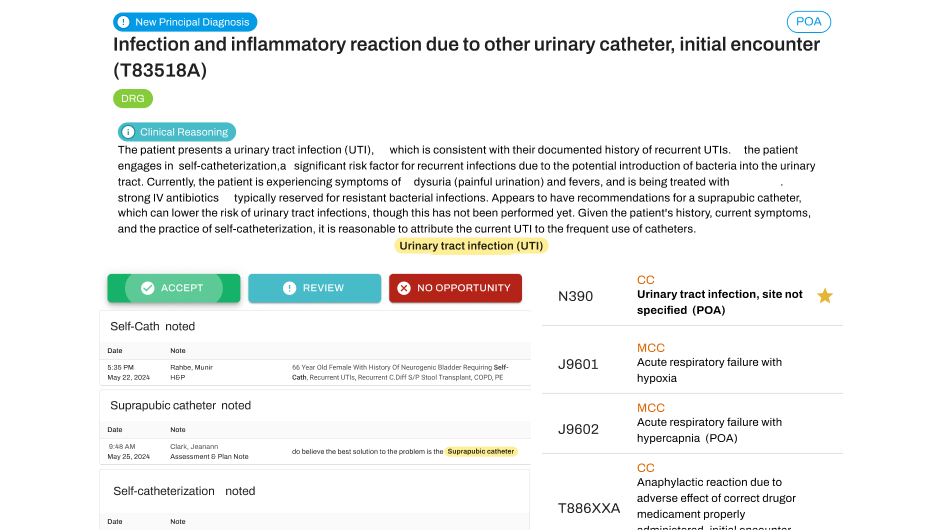 New Principal Diagnosis
POA
Infection and inflammatory reaction due to other urinary catheter, initial encounter
(T83518A)
DRG
Clinical Reasoning
The patient presents a urinary tract infection (UTI), which is consistent with their documented history of recurrent UTIs. the patient
engages in self-catheterization,a significant risk factor for recurrent infections due to the potential introduction of bacteria into the urinary
tract. Currently, the patient is experiencing symptoms of dysuria (painful urination) and fevers, and is being treated with .
strong IV antibiotics typically reserved for resistant bacterial infections. Appears to have recommendations for a suprapubic catheter,
which can lower the risk of urinary tract infections, though this has not been performed yet. Given the patient's history, current symptoms,
and the practice of self-catheterization, it is reasonable to attribute the current UTI to the frequent use of catheters.
Urinary tract infection (UTI)
ACCEPT
REVIEW
NO OPPORTUNITY
Self-Cath noted
Date Note
5:35 PM Rahbe, Munir 66 Year Old Female With History Of Neurogenic Bladder Requiring Self-
May 22, 2024 H&P Cath, Recurrent UTIs, Recurrent C.Diff S/P Stool Transplant, COPD, PE
Suprapubic catheter noted
Date Note
9:48 AM Clark, Jeanann
do believe the best solution to the problem is the Suprapubic catheter
May 25, 2024 Assessment & Plan Note
Self-catheterization noted
Date Note
CC
N390 Urinary tract infection, site not
specified (POA)
MCC
J9601 Acute respiratory failure with
hypoxia
MCC
J9602 Acute respiratory failure with
hypercapnia (POA)
CC
Anaphylactic reaction due to
adverse effect of correct drugor
T886XXA medicament properly
administered, initial encounter